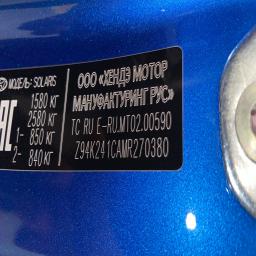 МОДЕЛЬ: SOLARIS
1580 КГ
2580 КГ
1- 850 КГ
2- 840 КГ
ООО «ХЕНДЭ МОТОР
МАНУФАКТУРИНГ РУС»
ТС RU E-RU.MT02.00590
Z94K241CAMR270380